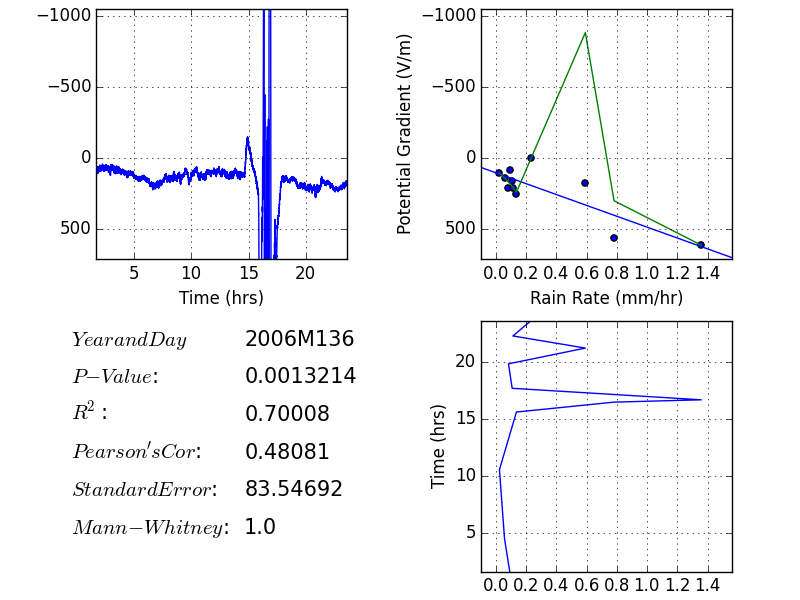 −1000
−500
0
500
5 10 15 20
Time (hrs)
−1000
−500
0
500
Potential Gradient (V/m)
0.0 0.2 0.4 0.6 0.8 1.0 1.2 1.4
Rain Rate (mm/hr)
YearandDay 2006M136
P−Value: 0.0013214
R²: 0.70008
Pearson'sCor: 0.48081
StandardError: 83.54692
Mann−Whitney: 1.0
20
15
10
5
Time (hrs)
0.0 0.2 0.4 0.6 0.8 1.0 1.2 1.4